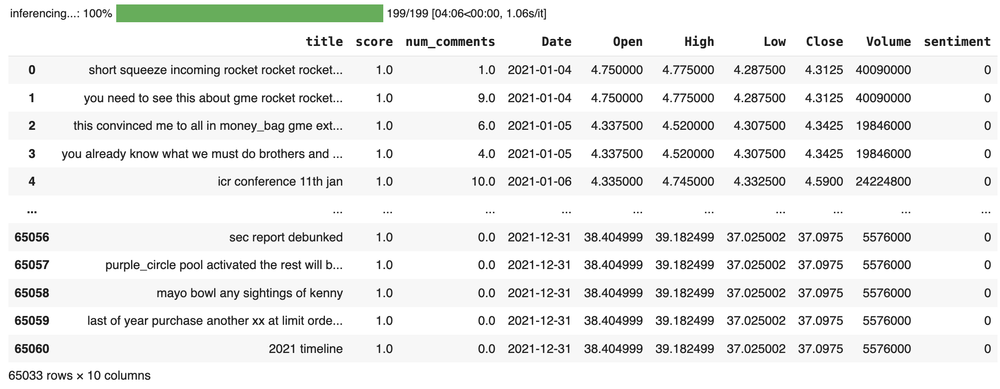 inferencing...: 100% 199/199 [04:06<00:00, 1.06s/it]
title score num_comments Date Open High Low Close Volume sentiment
0 short squeeze incoming rocket rocket rocket... 1.0 1.0 2021-01-04 4.750000 4.775000 4.287500 4.3125 40090000 0
1 you need to see this about gme rocket rocket... 1.0 9.0 2021-01-04 4.750000 4.775000 4.287500 4.3125 40090000 0
2 this convinced me to all in money_bag gme ext... 1.0 6.0 2021-01-05 4.337500 4.520000 4.307500 4.3425 19846000 0
3 you already know what we must do brothers and ... 1.0 4.0 2021-01-05 4.337500 4.520000 4.307500 4.3425 19846000 0
4 icr conference 11th jan 1.0 10.0 2021-01-06 4.335000 4.745000 4.332500 4.5900 24224800 0
... ... ... ... ... ... ... ... ... ... ...
65056 sec report debunked 1.0 0.0 2021-12-31 38.404999 39.182499 37.025002 37.0975 5576000 0
65057 purple_circle pool activated the rest will b... 1.0 0.0 2021-12-31 38.404999 39.182499 37.025002 37.0975 5576000 0
65058 mayo bowl any sightings of kenny 1.0 0.0 2021-12-31 38.404999 39.182499 37.025002 37.0975 5576000 0
65059 last of year purchase another xx at limit orde... 1.0 0.0 2021-12-31 38.404999 39.182499 37.025002 37.0975 5576000 0
65060 2021 timeline 1.0 0.0 2021-12-31 38.404999 39.182499 37.025002 37.0975 5576000 0
65033 rows × 10 columns